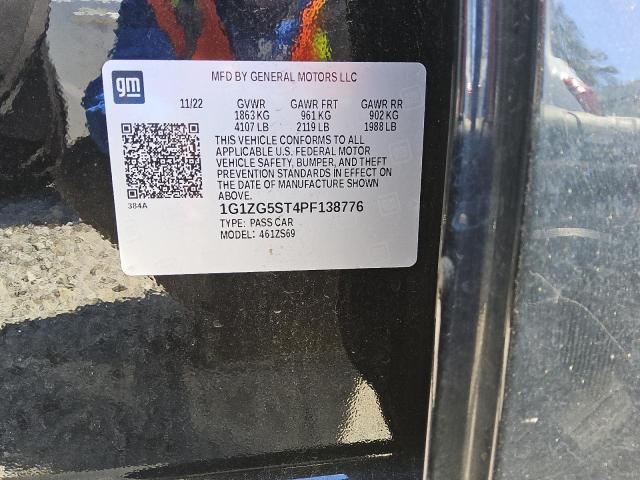 gm
MFD BY GENERAL MOTORS LLC
11/22 GVWR GAWR FRT GAWR RR
1863 KG 961 KG 902 KG
4107 LB 2119 LB 1988 LB
THIS VEHICLE CONFORMS TO ALL
APPLICABLE U.S. FEDERAL MOTOR
VEHICLE SAFETY, BUMPER, AND THEFT
PREVENTION STANDARDS IN EFFECT ON
THE DATE OF MANUFACTURE SHOWN
ABOVE.
384A
1G1ZG5ST4PF138776
TYPE: PASS CAR
MODEL: 461ZS69